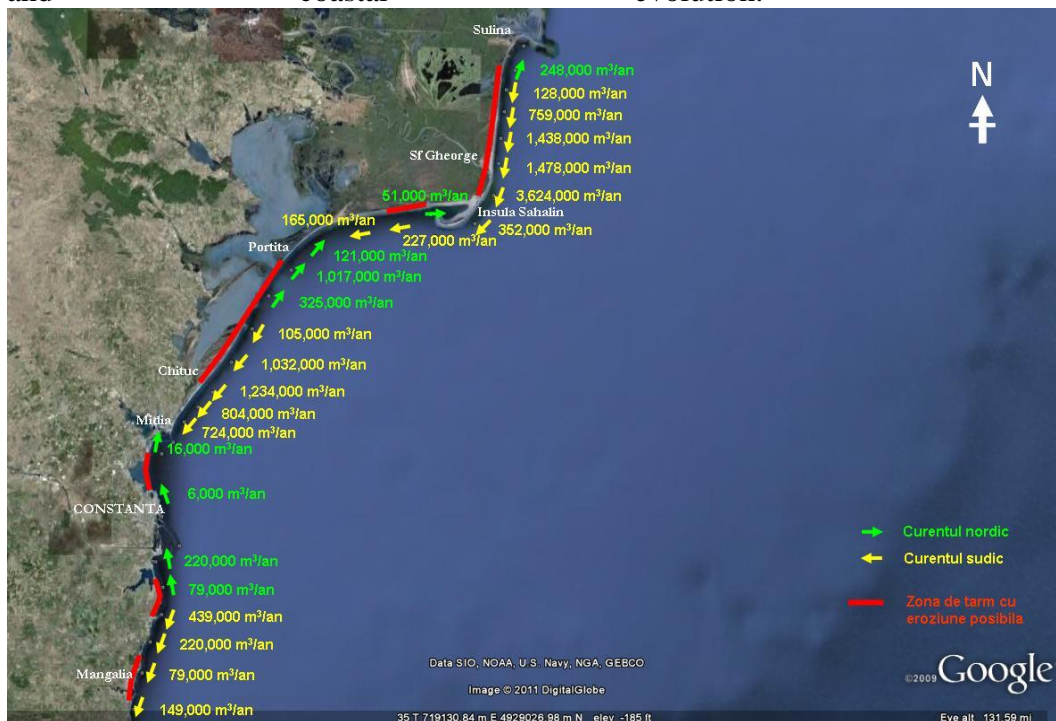 and coastal evolution.
Sulina
248,000 m³/an
128,000 m³/an
759,000 m³/an
1,438,000 m³/an
Sf Gheorge
1,478,000 m³/an
51,000 m³/an
3,624,000 m³/an
Insula Sahalin
165,000 m³/an
352,000 m³/an
227,000 m³/an
Portita
121,000 m³/an
1,017,000 m³/an
325,000 m³/an
105,000 m³/an
Chituc
1,032,000 m³/an
1,234,000 m³/an
804,000 m³/an
Midia
724,000 m³/an
16,000 m³/an
6,000 m³/an
CONSTANTA
220,000 m³/an
79,000 m³/an
439,000 m³/an
220,000 m³/an
Mangalia
79,000 m³/an
149,000 m³/an
N
Curentul nordic
Curentul sudic
Zona de tarm cu
eroziune posibila
Data SIO, NOAA, U.S. Navy, NGA, GEBCO
Image © 2011 DigitalGlobe
©2009 Google
35 T 719130.84 m E 4929026.98 m N elev -185 ft
Eye alt 131.59 mi